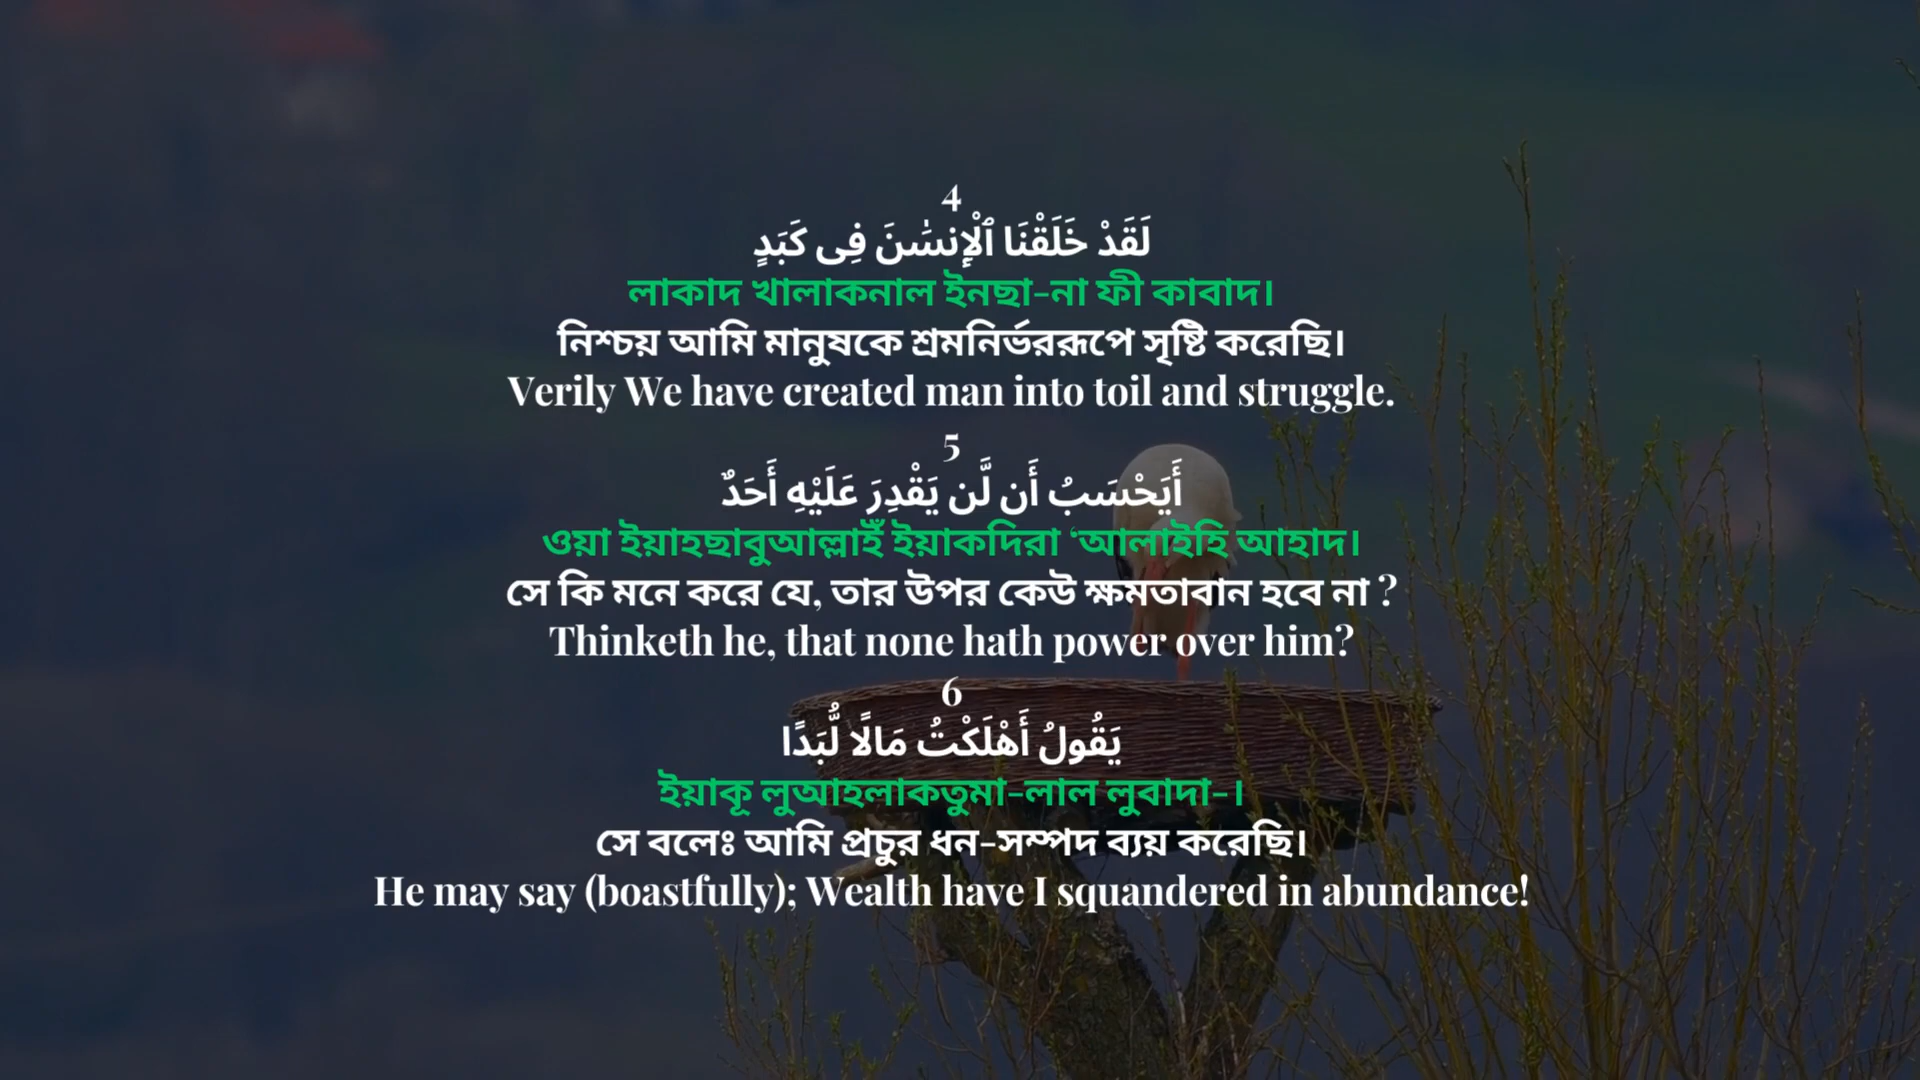 4
لَقَدْ خَلَقْنَا ٱلْإِنسَٰنَ فِى كَبَدٍ
লাকাদ খালাকনাল ইনছা-না ফী কাবাদ।
নিশ্চয় আমি মানুষকে শ্রমনির্ভররূপে সৃষ্টি করেছি।
Verily We have created man into toil and struggle.
5
أَيَحْسَبُ أَن لَّن يَقْدِرَ عَلَيْهِ أَحَدٌ
ওয়া ইয়াহছাবুআল্লাইঁ ইয়াকদিরা ‘আলাইহি আহাদ।
সে কি মনে করে যে, তার উপর কেউ ক্ষমতাবান হবে না ?
Thinketh he, that none hath power over him?
6
يَقُولُ أَهْلَكْتُ مَالًا لُّبَدًا
ইয়াকূ লুআহলাকতুমা-লাল লুবাদা-।
সে বলেঃ আমি প্রচুর ধন-সম্পদ ব্যয় করেছি।
He may say (boastfully); Wealth have I squandered in abundance!